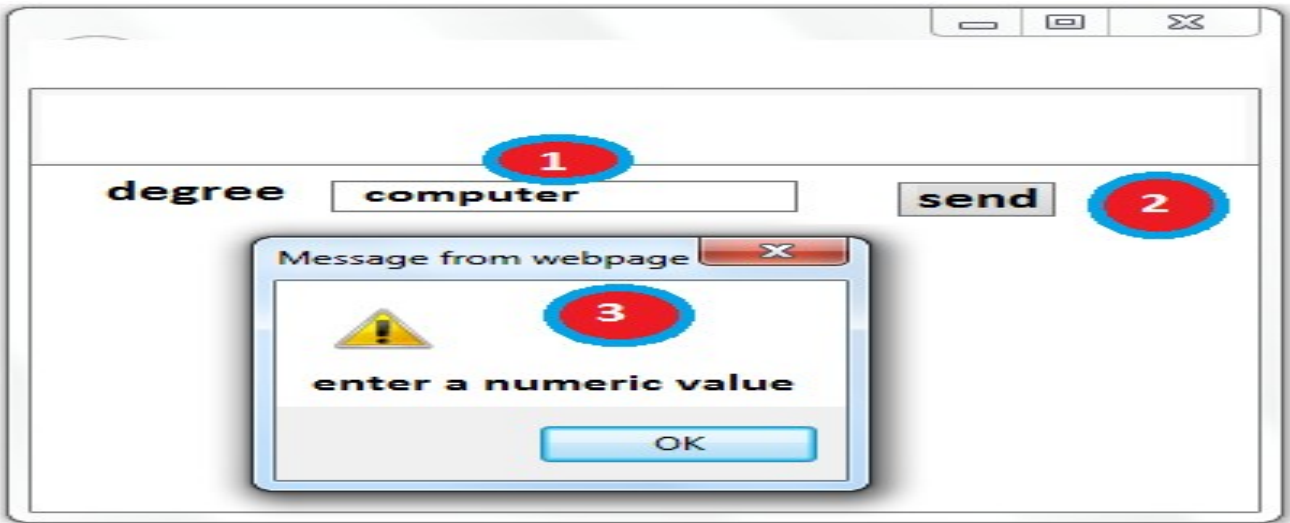 1
degree computer send 2
Message from webpage
3
enter a numeric value
OK